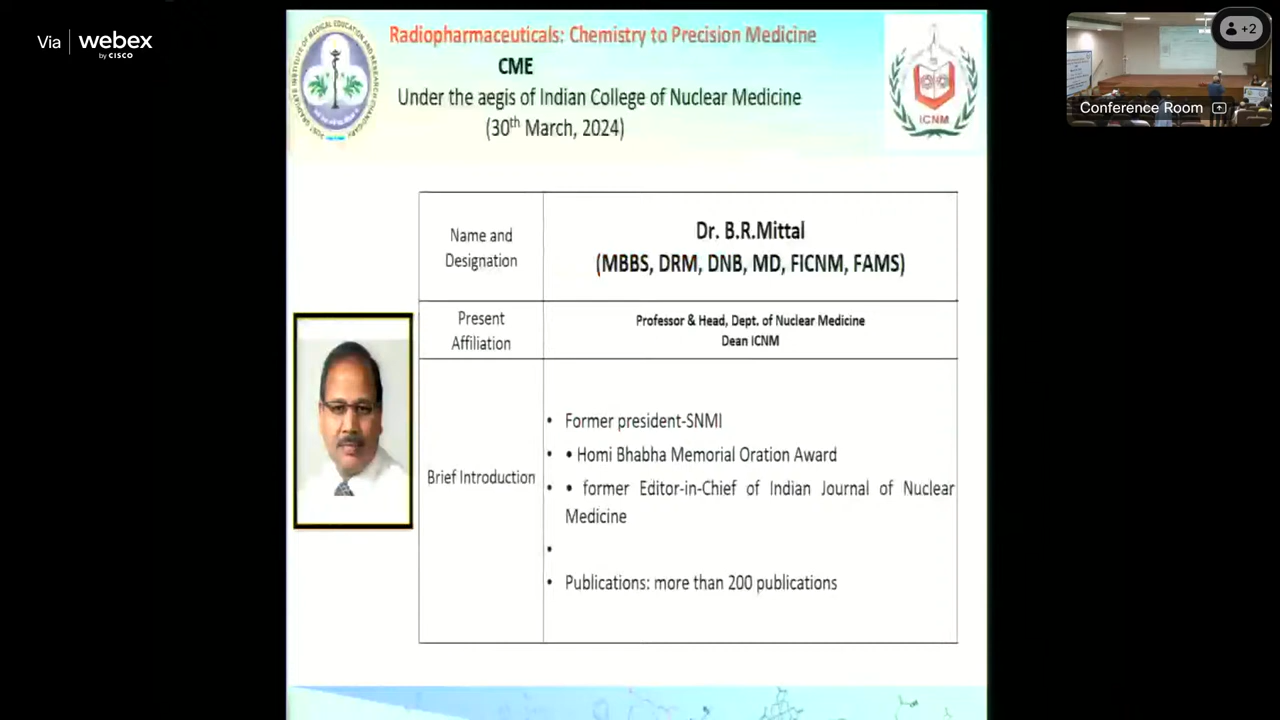 Via webex
by CISCO
Radiopharmaceuticals: Chemistry to Precision Medicine
CME
Under the aegis of Indian College of Nuclear Medicine
(30th March, 2024)
ICNM
+2
Conference Room
Name and Designation
Dr. B.R.Mittal
(MBBS, DRM, DNB, MD, FICNM, FAMS)
Present Affiliation
Professor & Head, Dept. of Nuclear Medicine
Dean ICNM
Brief Introduction
• Former president-SNMI
• • Homi Bhabha Memorial Oration Award
• • former Editor-in-Chief of Indian Journal of Nuclear
Medicine
•
• Publications: more than 200 publications